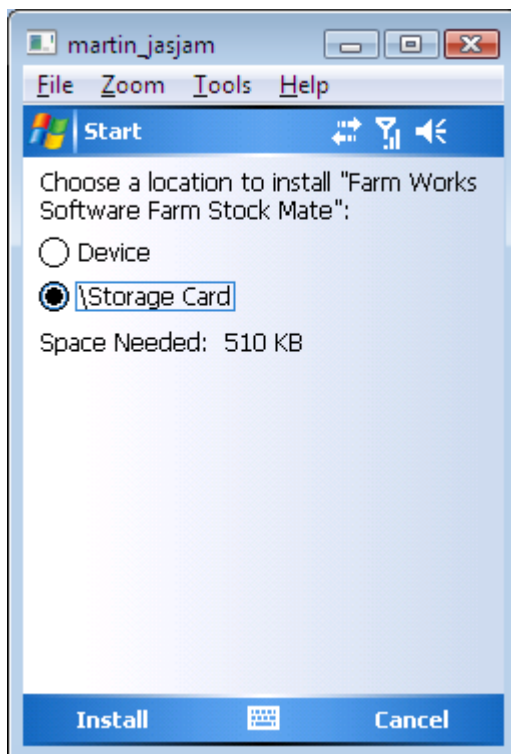 martin_jasjam
File Zoom Tools Help
Start
Choose a location to install "Farm Works
Software Farm Stock Mate":
Device
\Storage Card
Space Needed: 510 KB
Install Cancel